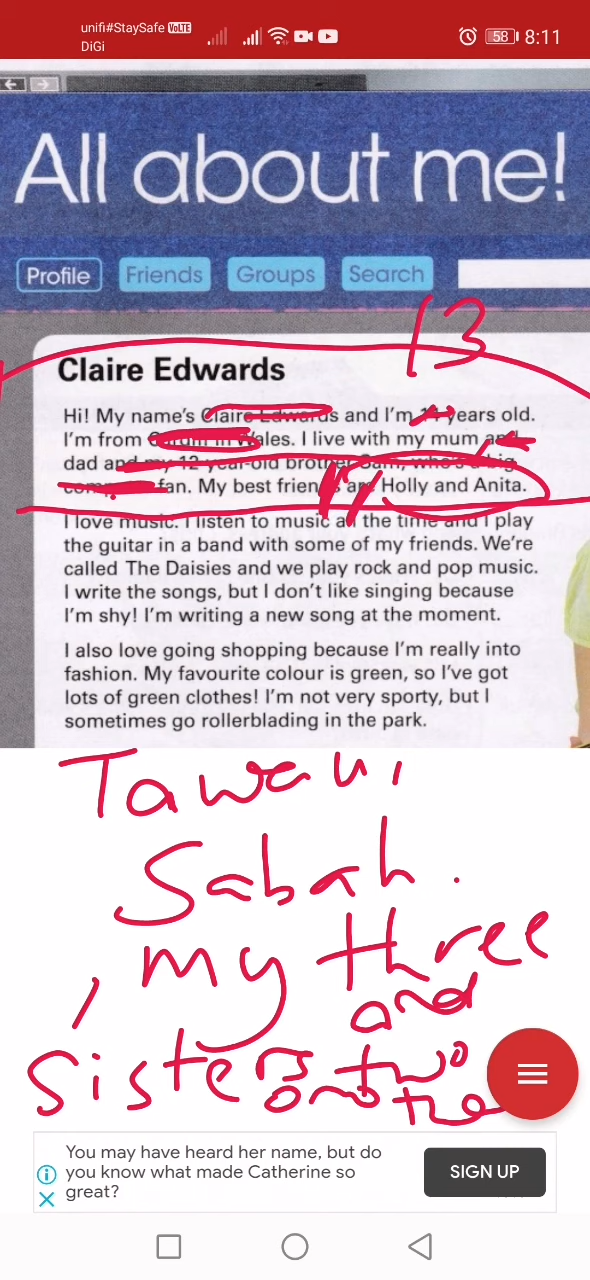 unifi#StaySafe VoLTE
DiGi
58 8:11
All about me!
Profile Friends Groups Search
13
Claire Edwards
Hi! My name's Claire Edwards and I'm years old.
I'm from Wales. I live with my mum and
dad and my 12-year-old brother Sam, who's a big
fan. My best friends are Holly and Anita.
I love music. I listen to music all the time and I play
the guitar in a band with some of my friends. We're
called The Daisies and we play rock and pop music.
I write the songs, but I don't like singing because
I'm shy! I'm writing a new song at the moment.
I also love going shopping because I'm really into
fashion. My favourite colour is green, so I've got
lots of green clothes! I'm not very sporty, but I
sometimes go rollerblading in the park.
Tawau,
Sabah.
, my three
and
sisters two
You may have heard her name, but do
you know what made Catherine so
great?
SIGN UP